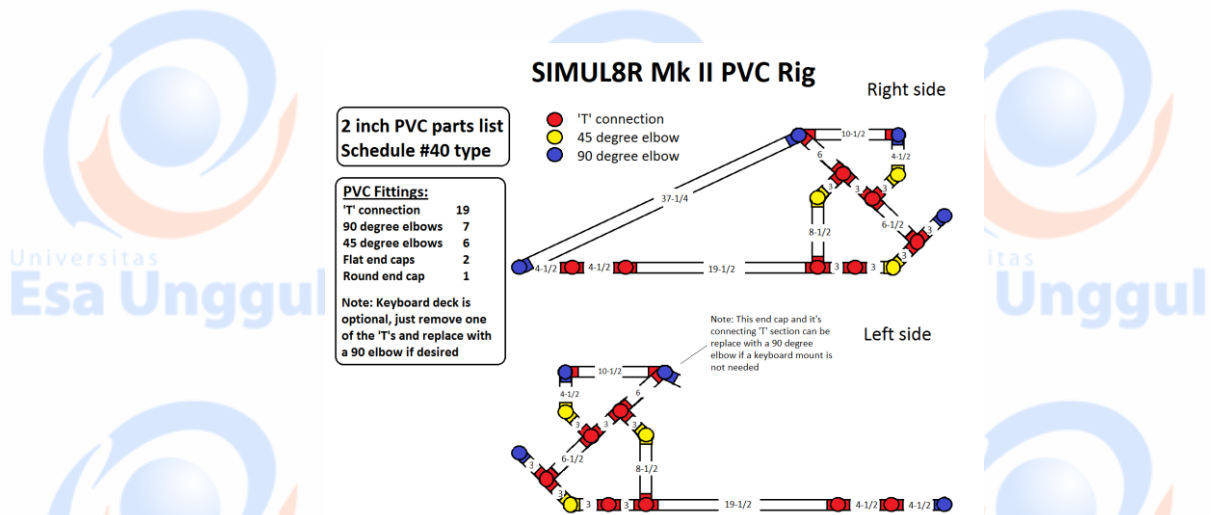 SIMUL8R Mk II PVC Rig
Right side
2 inch PVC parts list
Schedule #40 type
'T' connection
45 degree elbow
90 degree elbow
PVC Fittings:
'T' connection 19
90 degree elbows 7
45 degree elbows 6
Flat end caps 2
Round end cap 1
Note: Keyboard deck is
optional, just remove one
of the 'T's and replace with
a 90 elbow if desired
10-1/2
6
4-1/2
3
3
37-1/4
8-1/2
6-1/2
3
3
4-1/2
4-1/2
19-1/2
3
3
Universitas
Esa Unggul
itas
Unggul
Note: This end cap and it's
connecting 'T' section can be
replace with a 90 degree
elbow if a keyboard mount is
not needed
Left side
10-1/2
6
4-1/2
3
3
3
6-1/2
8-1/2
3
3
3
3
19-1/2
4-1/2
4-1/2